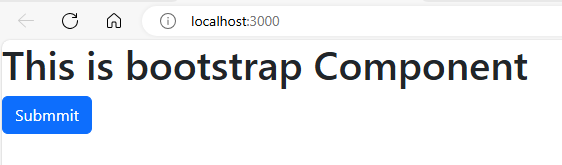 localhost:3000
This is bootstrap Component
Submmit